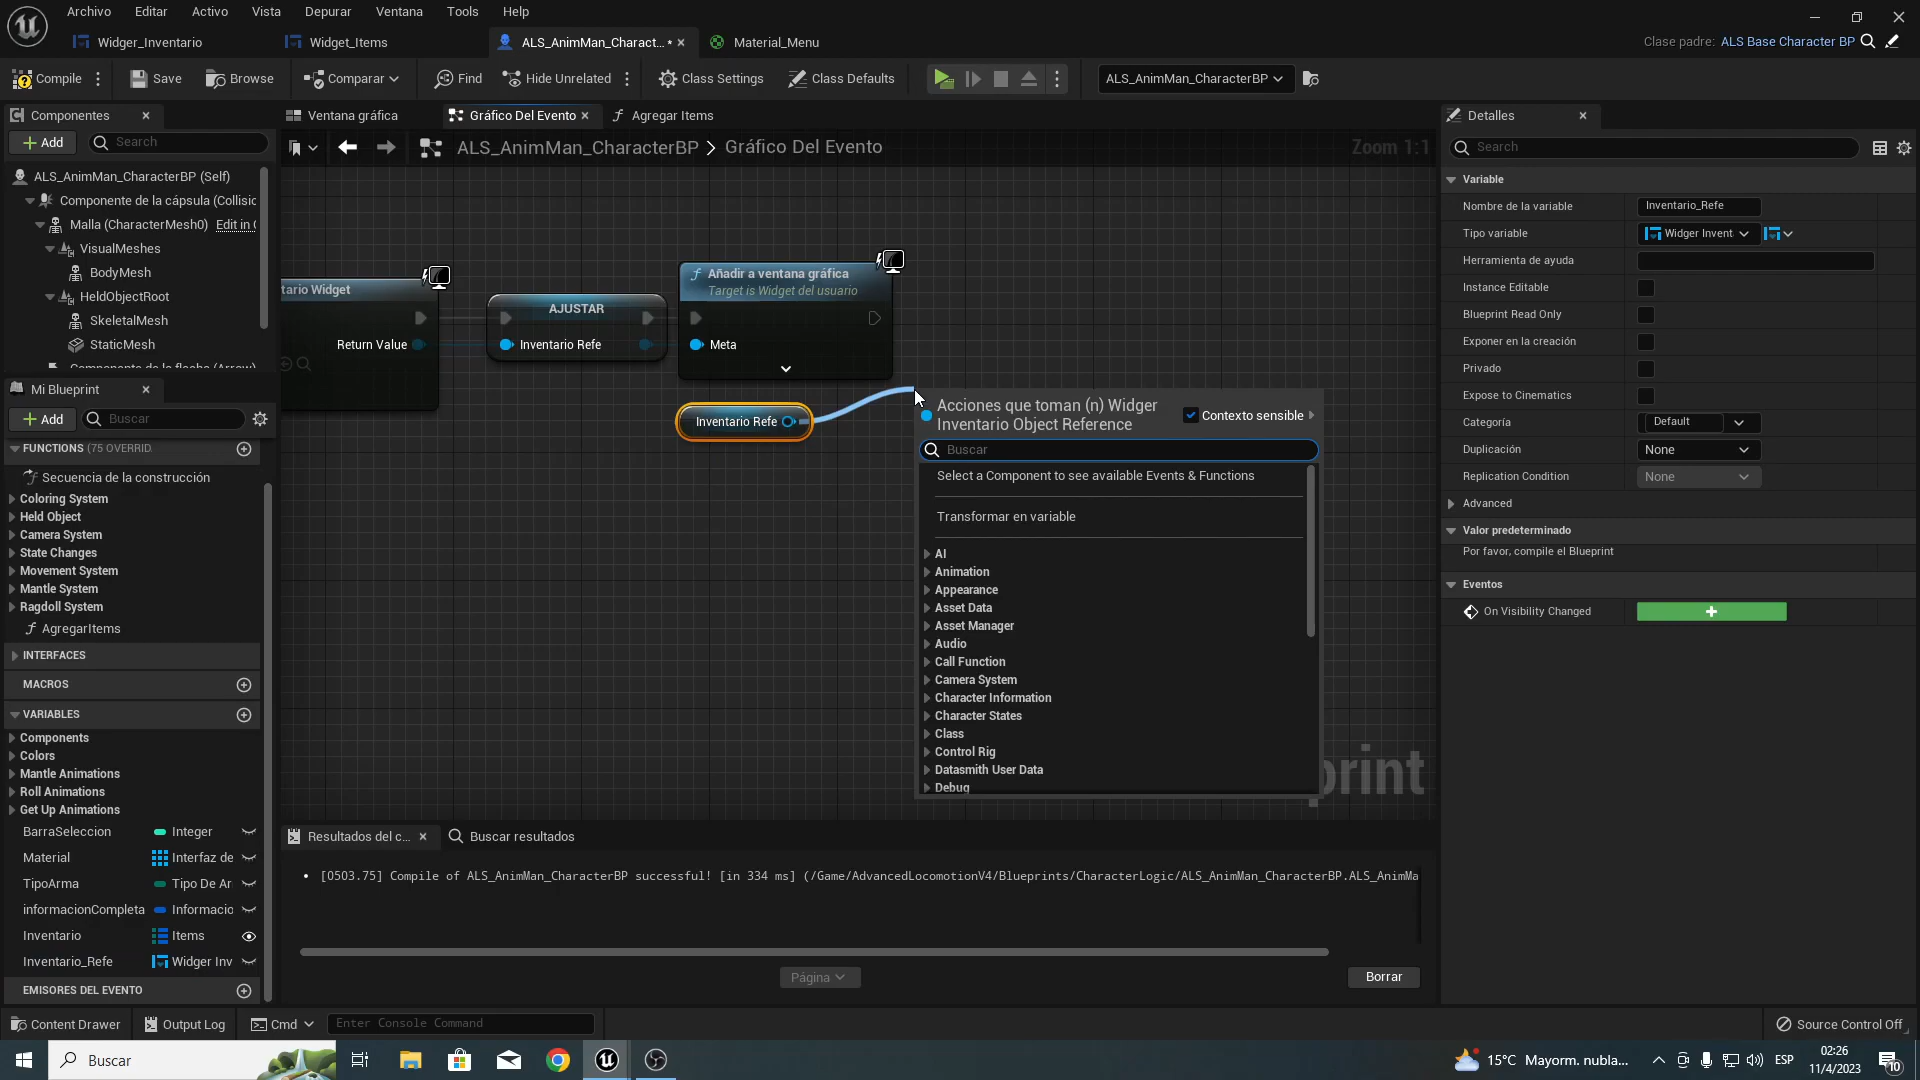 Archivo Editar Activo Vista Depurar Ventana Tools Help
Widger_Inventario
Widget_Items
ALS_AnimMan_Charact... •
Material_Menu
Clase padre: ALS Base Character BP
Compile
Save
Browse
Comparar
Find
Hide Unrelated
Class Settings
Class Defaults
ALS_AnimMan_CharacterBP
Componentes
Add
Search
ALS_AnimMan_CharacterBP (Self)
Componente de la cápsula (Collisic
Malla (CharacterMesh0) Edit in C
VisualMeshes
BodyMesh
HeldObjectRoot
SkeletalMesh
StaticMesh
Mi Blueprint
Add
Buscar
FUNCTIONS (75 OVERRID.
Secuencia de la construcción
Coloring System
Held Object
Camera System
State Changes
Movement System
Mantle System
Ragdoll System
AgregarItems
INTERFACES
MACROS
VARIABLES
Components
Colors
Mantle Animations
Roll Animations
Get Up Animations
BarraSeleccion Integer
Material Interfaz de
TipoArma Tipo De Ar
informacionCompleta Informacio
Inventario Items
Inventario_Refe Widger Inv
EMISORES DEL EVENTO
Ventana gráfica
Gráfico Del Evento
Agregar Items
ALS_AnimMan_CharacterBP > Gráfico Del Evento
Zoom 1:1
tario Widget
Return Value
AJUSTAR
Inventario Refe
Añadir a ventana gráfica
Target is Widget del usuario
Meta
Inventario Refe
Acciones que toman (n) Widger
Inventario Object Reference
Contexto sensible
Buscar
Select a Component to see available Events & Functions
Transformar en variable
AI
Animation
Appearance
Asset Data
Asset Manager
Audio
Call Function
Camera System
Character Information
Character States
Class
Control Rig
Datasmith User Data
Debug
print
Resultados del c...
Buscar resultados
• [0503.75] Compile of ALS_AnimMan_CharacterBP successful! [in 334 ms] (/Game/AdvancedLocomotionV4/Blueprints/CharacterLogic/ALS_AnimMan_CharacterBP.ALS_AnimMa
Página
Borrar
Detalles
Search
Variable
Nombre de la variable Inventario_Refe
Tipo variable Widger Invent
Herramienta de ayuda
Instance Editable
Blueprint Read Only
Exponer en la creación
Privado
Expose to Cinematics
Categoría Default
Duplicación None
Replication Condition None
Advanced
Valor predeterminado
Por favor, compile el Blueprint
Eventos
On Visibility Changed
Content Drawer
Output Log
Cmd
Enter Console Command
Source Control Off
Buscar
15°C Mayorm. nubla...
ESP
02:26
11/4/2023
10